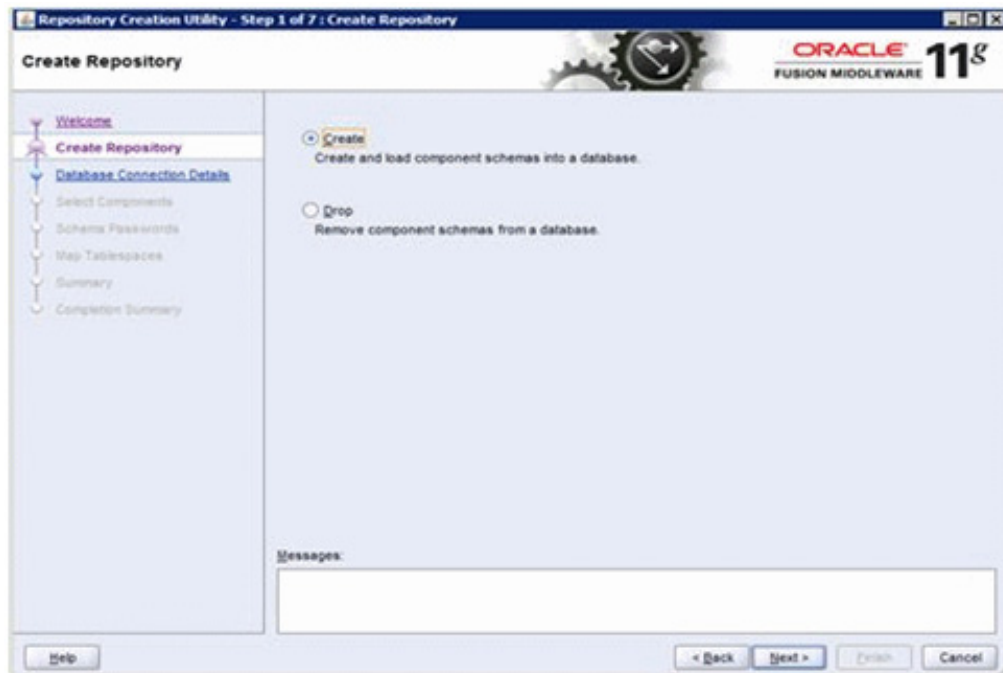 Repository Creation Utility - Step 1 of 7 : Create Repository
Create Repository
ORACLE
FUSION MIDDLEWARE
11g
Welcome
Create Repository
Database Connection Details
Select Components
Schema Passwords
Map Tablespaces
Summary
Completion Summary
Create
Create and load component schemas into a database.
Drop
Remove component schemas from a database.
Messages:
Help
< Back
Next >
Finish
Cancel